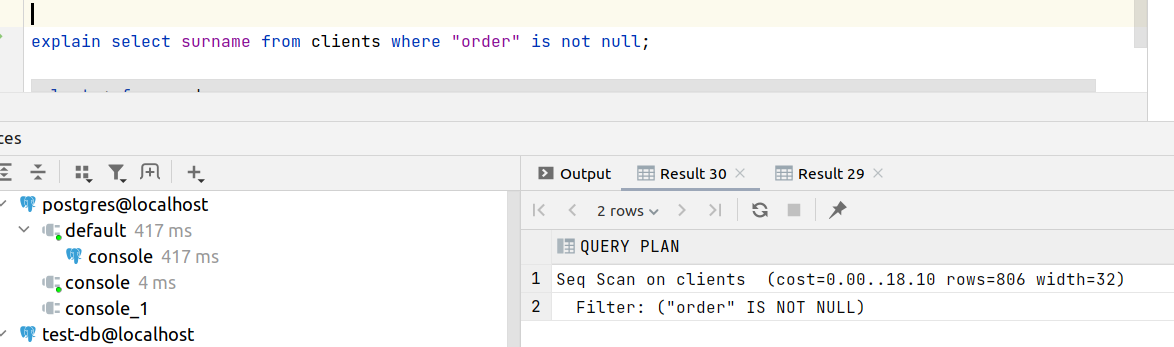 explain select surname from clients where "order" is not null;
ces
Output
Result 30
Result 29
postgres@localhost
default 417 ms
console 417 ms
console 4 ms
console_1
test-db@localhost
2 rows
QUERY PLAN
1 Seq Scan on clients  (cost=0.00..18.10 rows=806 width=32)
2 Filter: ("order" IS NOT NULL)